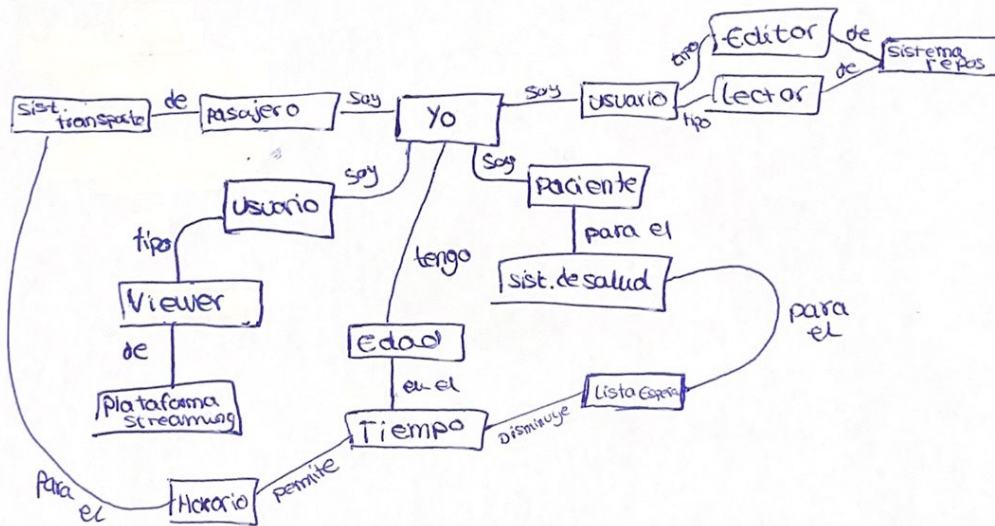 Editor
de
tipo
Sistema
repos
soy
usuario
de
Lector
tipo
sist.
transporte
de
pasajero
soy
Yo
soy
soy
paciente
usuario
tipo
para el
tengo
sist. de salud
Viewer
para
el
de
edad
en el
Lista Espera
plataforma
streaming
Tiempo
Disminuye
permite
para
el
Horario